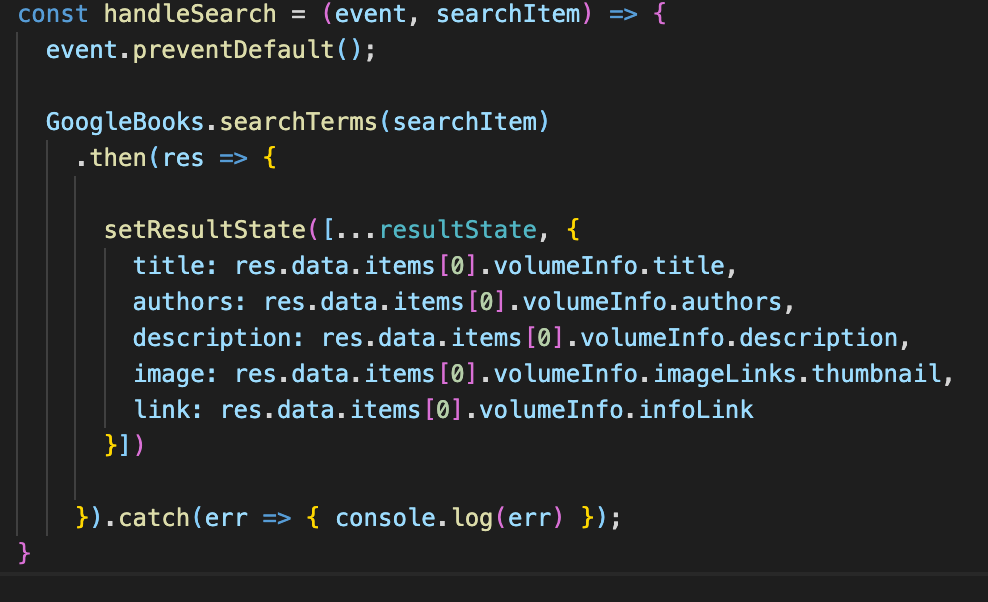 const handleSearch = (event, searchItem) => {
event.preventDefault();
GoogleBooks.searchTerms(searchItem)
.then(res => {
setResultState([...resultState, {
title: res.data.items[0].volumeInfo.title,
authors: res.data.items[0].volumeInfo.authors,
description: res.data.items[0].volumeInfo.description,
image: res.data.items[0].volumeInfo.imageLinks.thumbnail,
link: res.data.items[0].volumeInfo.infoLink
}])
}).catch(err => { console.log(err) });
}